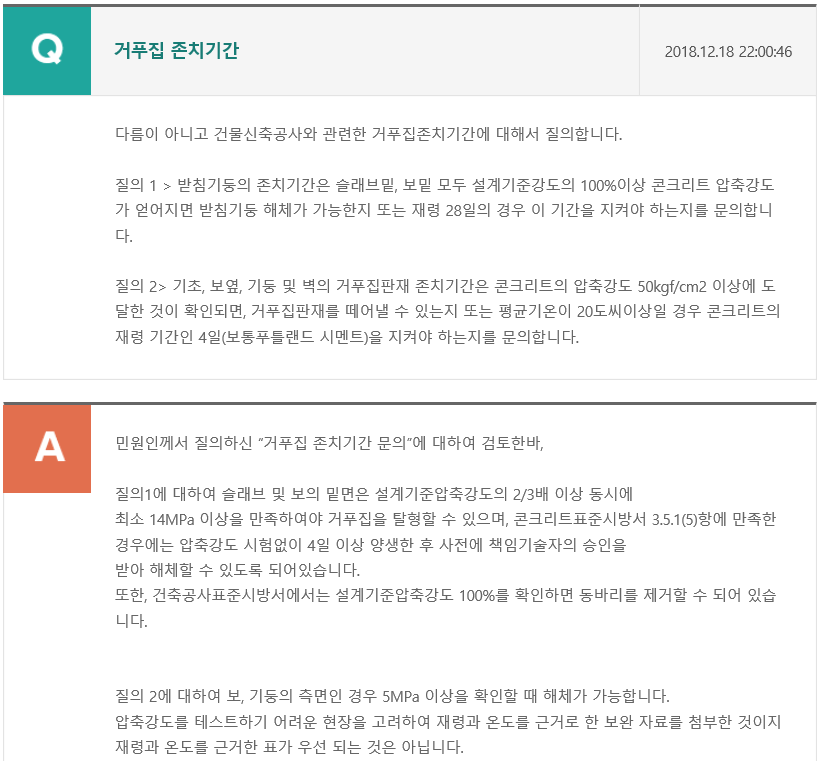 Q
거푸집 존치기간
2018.12.18 22:00:46
다름이 아니고 건물신축공사와 관련한 거푸집존치기간에 대해서 질의합니다.
질의 1 > 받침기둥의 존치기간은 슬래브밑, 보밑 모두 설계기준강도의 100%이상 콘크리트 압축강도
가 얻어지면 받침기둥 해체가 가능한지 또는 재령 28일의 경우 이 기간을 지켜야 하는지를 문의합니
다.
질의 2> 기초, 보옆, 기둥 및 벽의 거푸집판재 존치기간은 콘크리트의 압축강도 50kgf/cm2 이상에 도
달한 것이 확인되면, 거푸집판재를 떼어낼 수 있는지 또는 평균기온이 20도씨이상일 경우 콘크리트의
재령 기간인 4일(보통푸틀랜드 시멘트)을 지켜야 하는지를 문의합니다.
A
민원인께서 질의하신 “거푸집 존치기간 문의”에 대하여 검토한바,
질의1에 대하여 슬래브 및 보의 밑면은 설계기준압축강도의 2/3배 이상 동시에
최소 14MPa 이상을 만족하여야 거푸집을 탈형할 수 있으며, 콘크리트표준시방서 3.5.1(5)항에 만족한
경우에는 압축강도 시험없이 4일 이상 양생한 후 사전에 책임기술자의 승인을
받아 해체할 수 있도록 되어있습니다.
또한, 건축공사표준시방서에서는 설계기준압축강도 100%를 확인하면 동바리를 제거할 수 되어 있습
니다.
질의 2에 대하여 보, 기둥의 측면인 경우 5MPa 이상을 확인할 때 해체가 가능합니다.
압축강도를 테스트하기 어려운 현장을 고려하여 재령과 온도를 근거로 한 보완 자료를 첨부한 것이지
재령과 온도를 근거한 표가 우선 되는 것은 아닙니다.